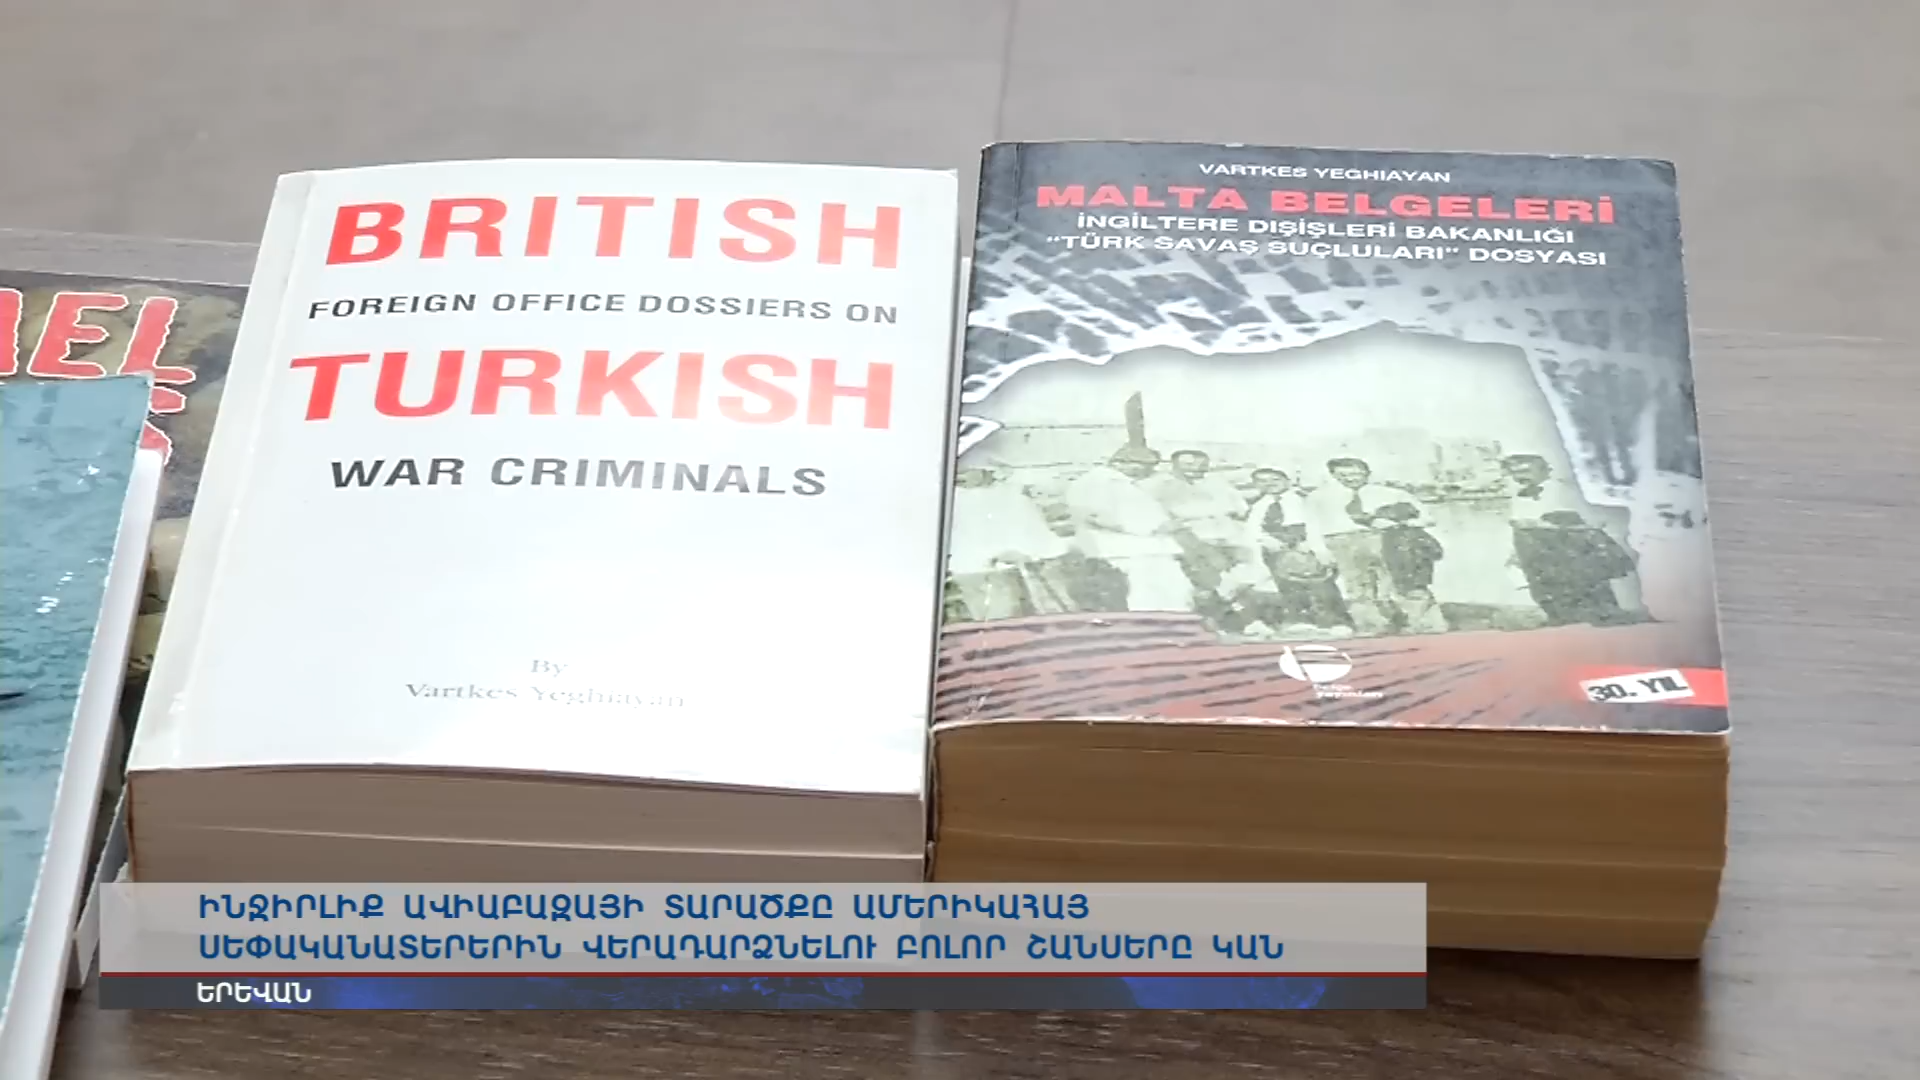 BRITISH
FOREIGN OFFICE DOSSIERS ON
TURKISH
WAR CRIMINALS
By
Vartkes Yeghiayan
VARTKES YEGHIAYAN
MALTA BELGELERİ
İNGİLTERE DIŞİŞLERİ BAKANLIĞI
"TÜRK SAVAŞ SUÇLULARI" DOSYASI
30. YIL
ԻՆՋԻՐԼԻՔ ԱՎԻԱԲԱԶԱՅԻ ՏԱՐԱԾՔԸ ԱՄԵՐԻԿԱՀԱՅ
ՍԵՓԱԿԱՆԱՏԵՐԵՐԻՆ ՎԵՐԱԴԱՐՁՆԵԼՈՒ ԲՈԼՈՐ ՇԱՆՍԵՐԸ ԿԱՆ
ԵՐԵՎԱՆ